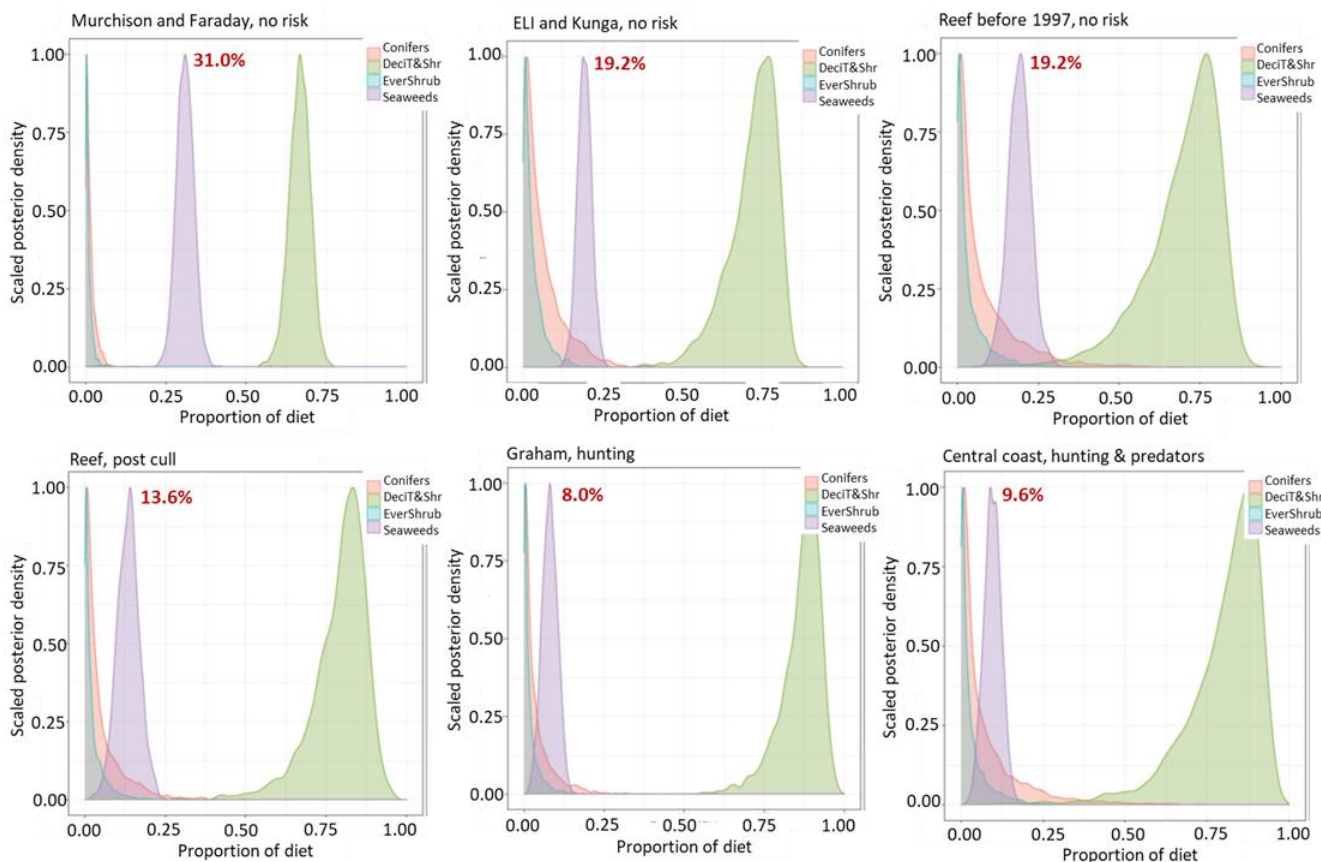 Murchison and Faraday, no risk
31.0%
Conifers
DeciT&Shr
EverShrub
Seaweeds
1.00
0.75
0.50
0.25
0.00
Scaled posterior density
0.00 0.25 0.50 0.75 1.00
Proportion of diet
ELI and Kunga, no risk
19.2%
Conifers
DeciT&Shr
EverShrub
Seaweeds
1.00
0.75
0.50
0.25
0.00
Scaled posterior density
0.00 0.25 0.50 0.75 1.00
Proportion of diet
Reef before 1997, no risk
19.2%
Conifers
DeciT&Shr
EverShrub
Seaweeds
1.00
0.75
0.50
0.25
0.00
Scaled posterior density
0.00 0.25 0.50 0.75 1.00
Proportion of diet
Reef, post cull
13.6%
Conifers
DeciT&Shr
EverShrub
Seaweeds
1.00
0.75
0.50
0.25
0.00
Scaled posterior density
0.00 0.25 0.50 0.75 1.00
Proportion of diet
Graham, hunting
8.0%
Conifers
DeciT&Shr
EverShrub
Seaweeds
1.00
0.75
0.50
0.25
0.00
Scaled posterior density
0.00 0.25 0.50 0.75 1.00
Proportion of diet
Central coast, hunting & predators
9.6%
Conifers
DeciT&Shr
EverShrub
Seaweeds
1.00
0.75
0.50
0.25
0.00
Scaled posterior density
0.00 0.25 0.50 0.75 1.00
Proportion of diet